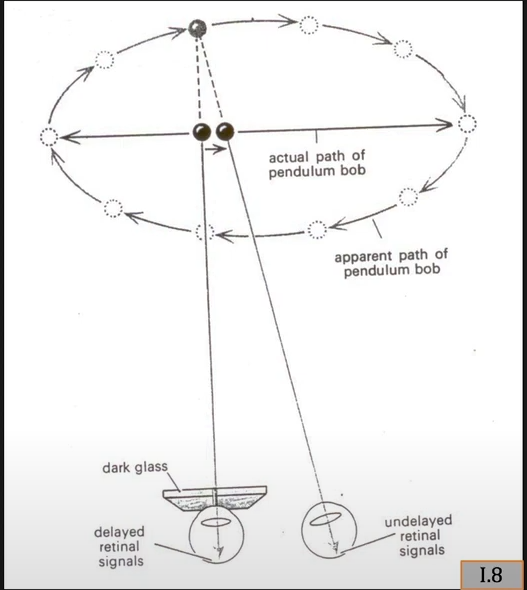 actual path of
pendulum bob
apparent path of
pendulum bob
dark glass
delayed
retinal
signals
undelayed
retinal
signals
I.8